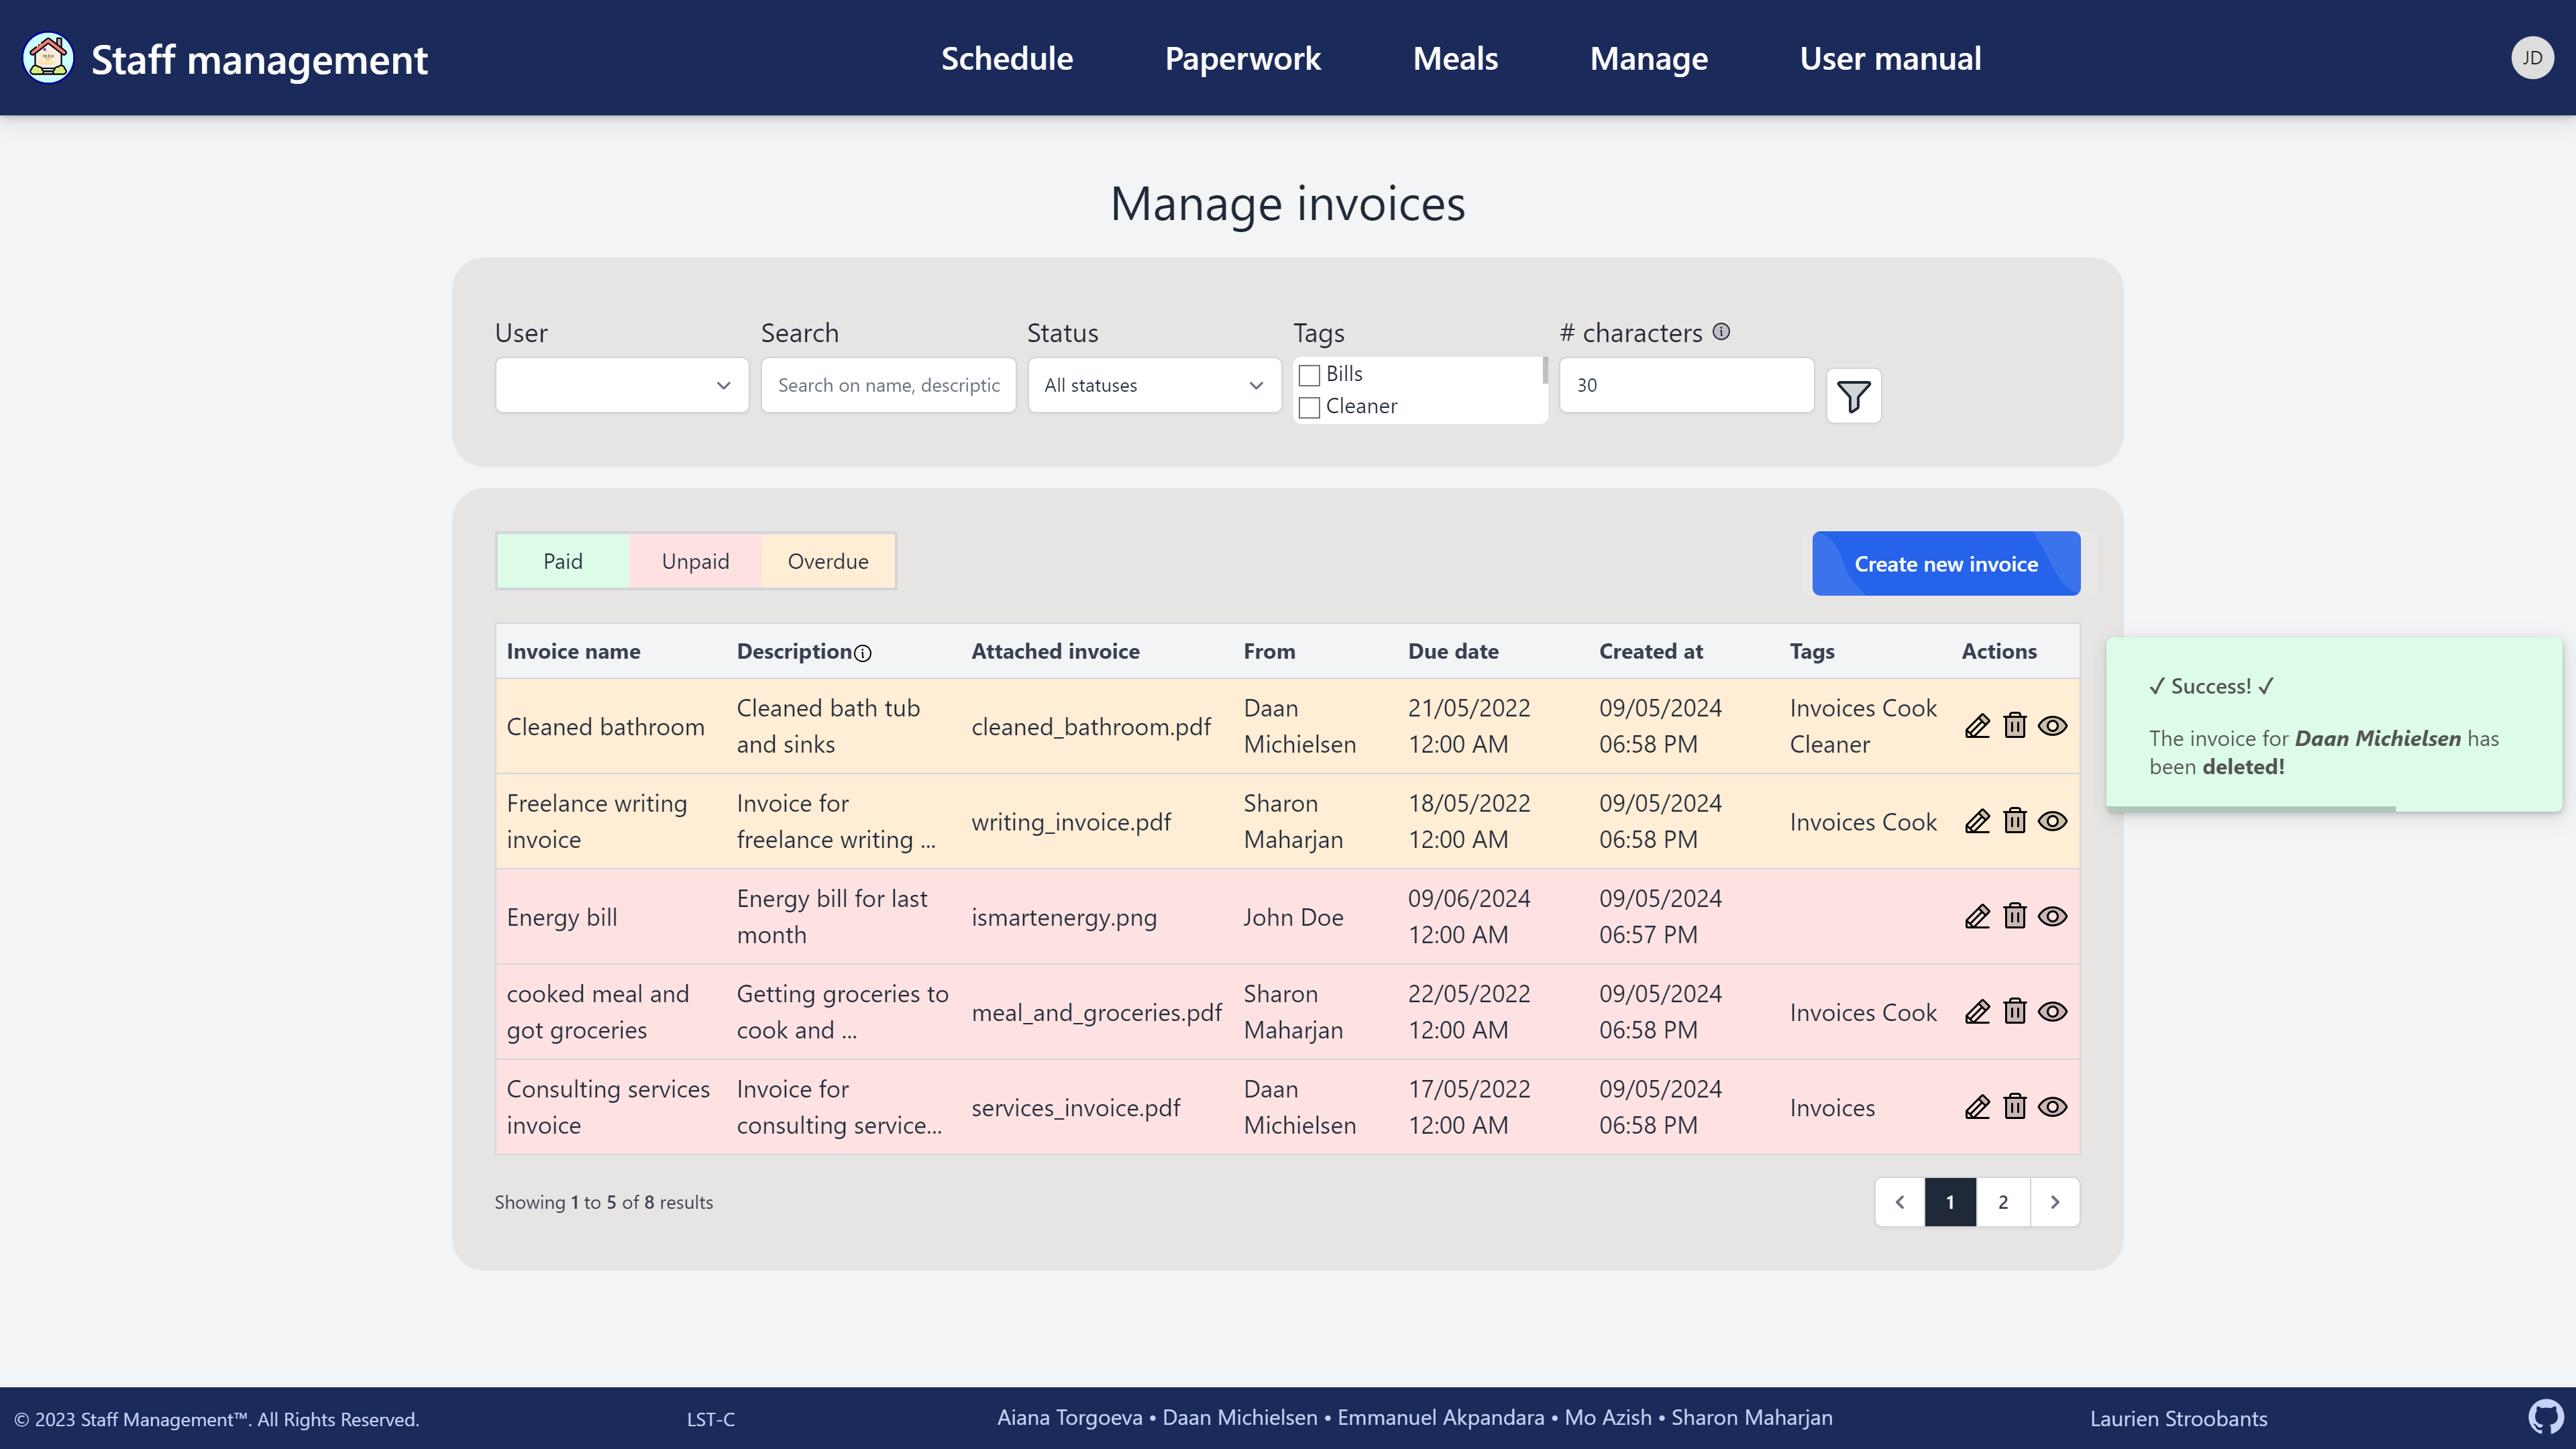 Staff management
Schedule
Paperwork
Meals
Manage
User manual
JD
Manage invoices
User
Search
Status
Tags
# characters
Search on name, descriptic
All statuses
Bills
Cleaner
30
Paid
Unpaid
Overdue
Create new invoice
Invoice name
Description
Attached invoice
From
Due date
Created at
Tags
Actions
Cleaned bathroom
Cleaned bath tub
and sinks
cleaned_bathroom.pdf
Daan
Michielsen
21/05/2022
12:00 AM
09/05/2024
06:58 PM
Invoices Cook
Cleaner
Freelance writing
invoice
Invoice for
freelance writing ...
writing_invoice.pdf
Sharon
Maharjan
18/05/2022
12:00 AM
09/05/2024
06:58 PM
Invoices Cook
Energy bill
Energy bill for last
month
ismartenergy.png
John Doe
09/06/2024
12:00 AM
09/05/2024
06:57 PM
cooked meal and
got groceries
Getting groceries to
cook and ...
meal_and_groceries.pdf
Sharon
Maharjan
22/05/2022
12:00 AM
09/05/2024
06:58 PM
Invoices Cook
Consulting services
invoice
Invoice for
consulting service...
services_invoice.pdf
Daan
Michielsen
17/05/2022
12:00 AM
09/05/2024
06:58 PM
Invoices
✓ Success! ✓
The invoice for Daan Michielsen has
been deleted!
Showing 1 to 5 of 8 results
1
2
© 2023 Staff Management™. All Rights Reserved.
LST-C
Aiana Torgoeva • Daan Michielsen • Emmanuel Akpandara • Mo Azish • Sharon Maharjan
Laurien Stroobants